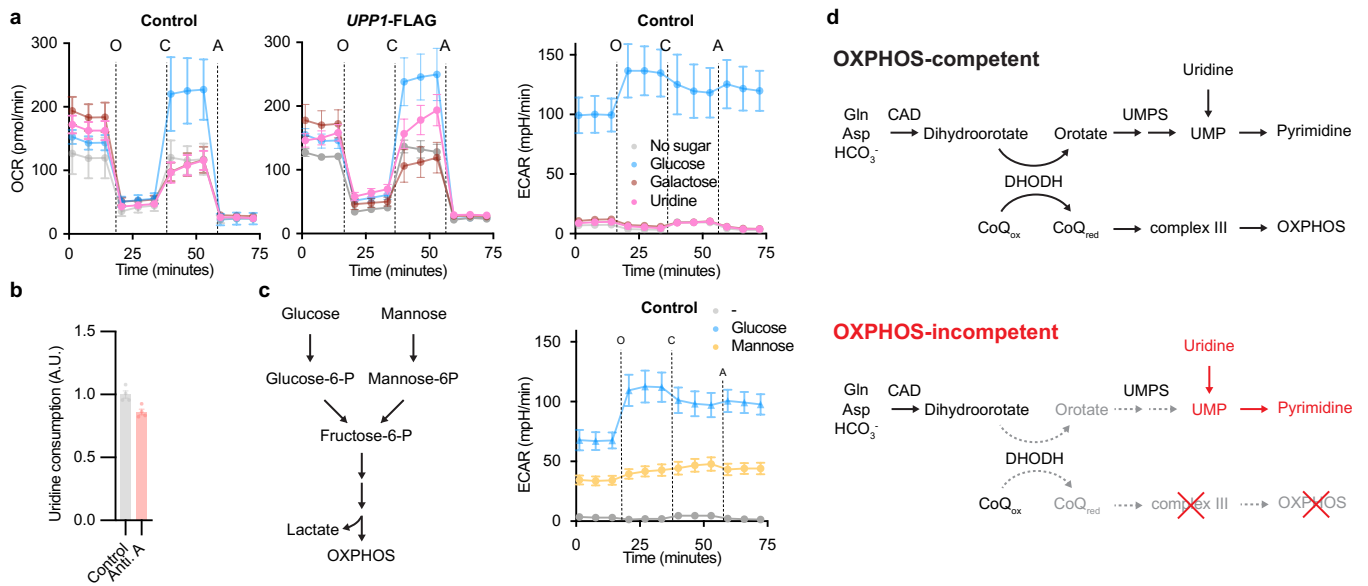 a
Control
UPP1-FLAG
O C A
O C A
O C A
300
200
100
0
OCR (pmol/min)
0 25 50 75
Time (minutes)
300
200
100
0
0 25 50 75
Time (minutes)
150
100
50
0
ECAR (mpH/min)
No sugar
Glucose
Galactose
Uridine
0 25 50 75
Time (minutes)
b
1.5
1.0
0.5
0.0
Uridine consumption (A.U.)
Control
Anti. A
c
Glucose Mannose
Glucose-6-P Mannose-6P
Fructose-6-P
Lactate
OXPHOS
Control
-
Glucose
Mannose
O C A
150
100
50
0
ECAR (mpH/min)
0 25 50 75
Time (minutes)
d
OXPHOS-competent
Uridine
Gln
Asp
HCO₃⁻
CAD
Dihydroorotate
Orotate
UMPS
UMP
Pyrimidine
DHODH
CoQox
CoQred
complex III
OXPHOS
OXPHOS-incompetent
Uridine
Gln
Asp
HCO₃⁻
CAD
Dihydroorotate
Orotate
UMPS
UMP
Pyrimidine
DHODH
CoQox
CoQred
complex III
OXPHOS